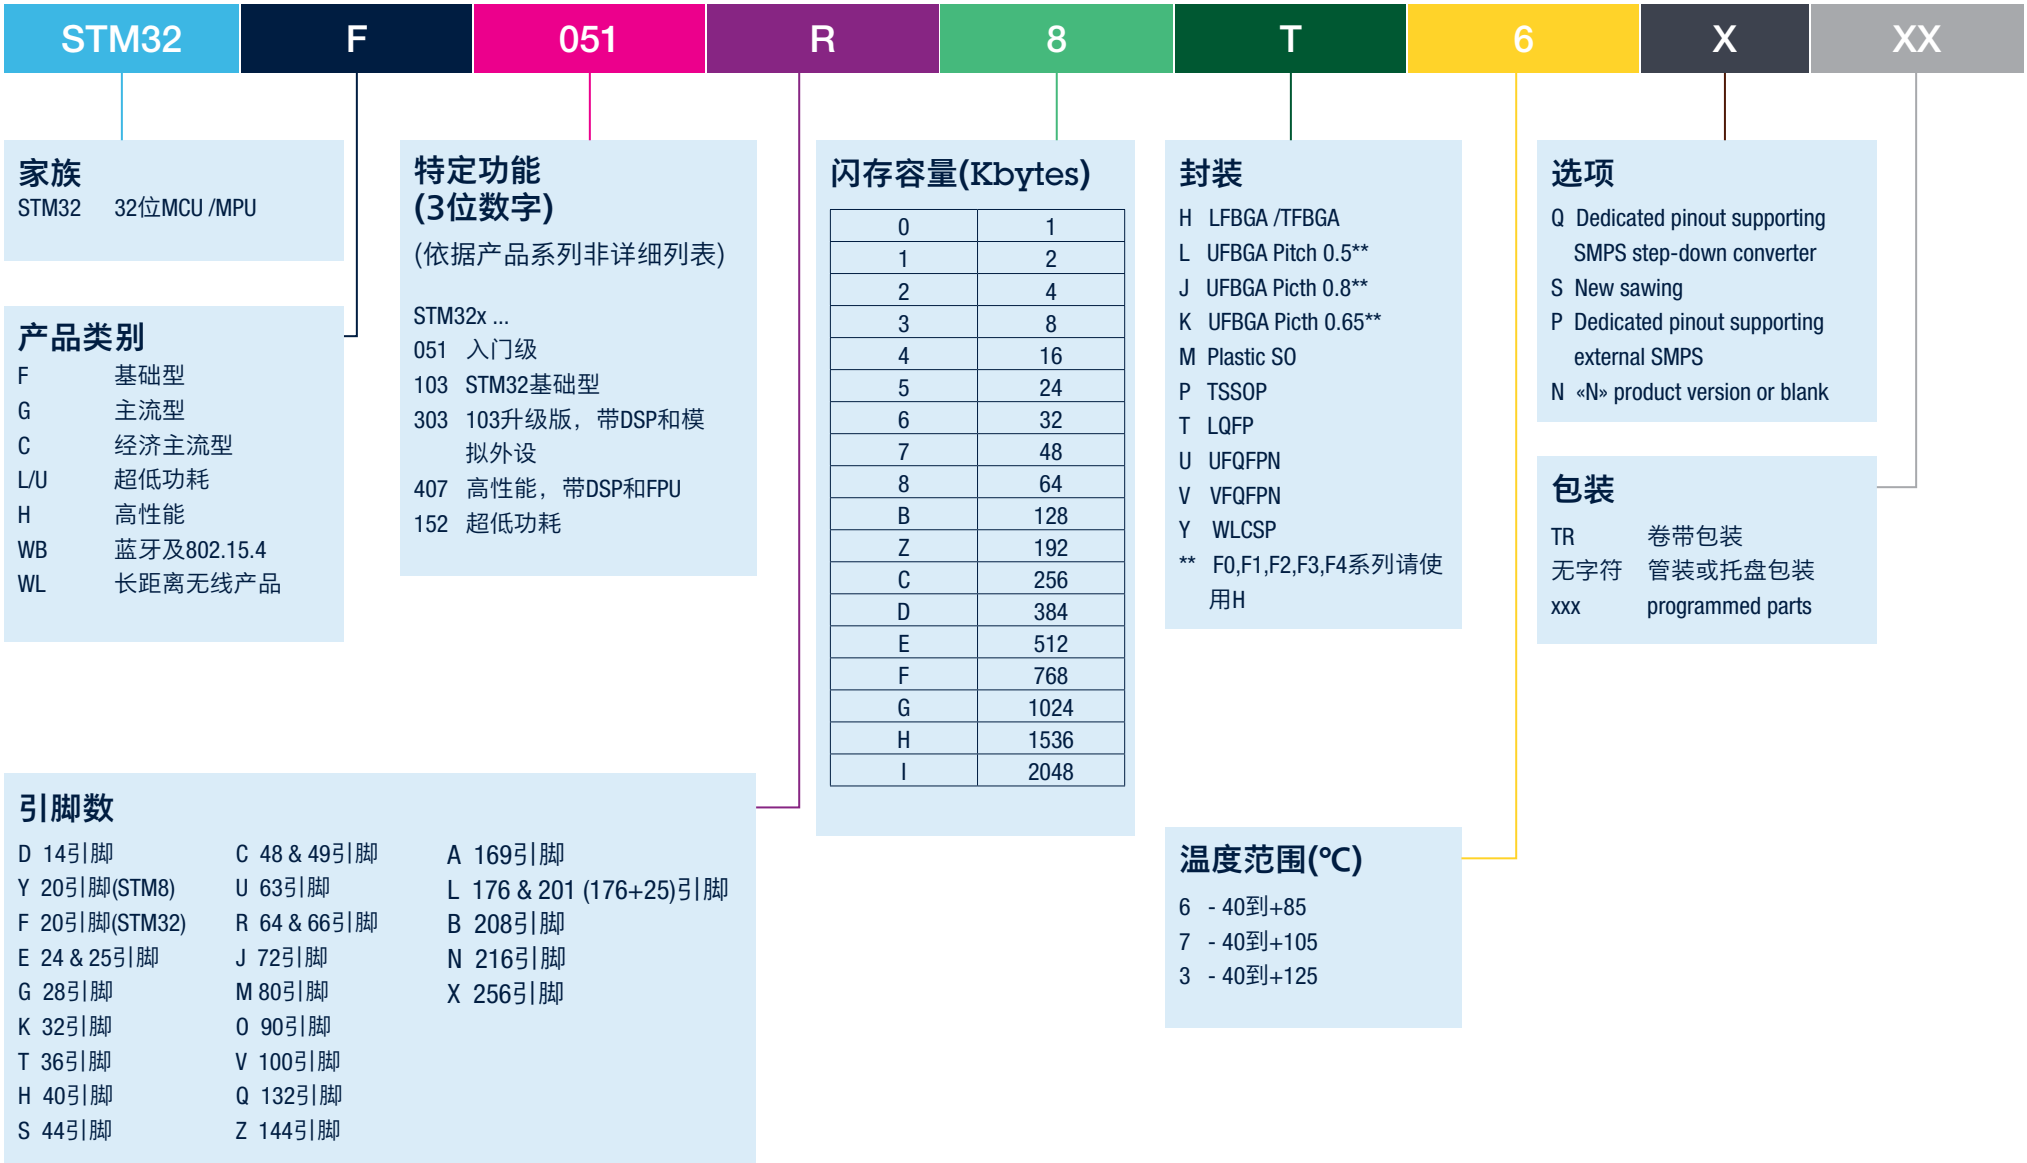 STM32 F 051 R 8 T 6 X XX
家族
STM32 32位MCU /MPU
产品类别
F 基础型
G 主流型
C 经济主流型
L/U 超低功耗
H 高性能
WB 蓝牙及802.15.4
WL 长距离无线产品
特定功能
(3位数字)
(依据产品系列非详细列表)
STM32x ...
051 入门级
103 STM32基础型
303 103升级版，带DSP和模
拟外设
407 高性能，带DSP和FPU
152 超低功耗
闪存容量(Kbytes)
0 1
1 2
2 4
3 8
4 16
5 24
6 32
7 48
8 64
B 128
Z 192
C 256
D 384
E 512
F 768
G 1024
H 1536
I 2048
封装
H LFBGA /TFBGA
L UFBGA Pitch 0.5**
J UFBGA Picth 0.8**
K UFBGA Picth 0.65**
M Plastic SO
P TSSOP
T LQFP
U UFQFPN
V VFQFPN
Y WLCSP
** F0,F1,F2,F3,F4系列请使
用H
选项
Q Dedicated pinout supporting
SMPS step-down converter
S New sawing
P Dedicated pinout supporting
external SMPS
N «N» product version or blank
包装
TR 卷带包装
无字符 管装或托盘包装
xxx programmed parts
引脚数
D 14引脚
Y 20引脚(STM8)
F 20引脚(STM32)
E 24 & 25引脚
G 28引脚
K 32引脚
T 36引脚
H 40引脚
S 44引脚
C 48 & 49引脚
U 63引脚
R 64 & 66引脚
J 72引脚
M 80引脚
O 90引脚
V 100引脚
Q 132引脚
Z 144引脚
A 169引脚
L 176 & 201 (176+25)引脚
B 208引脚
N 216引脚
X 256引脚
温度范围(℃)
6 - 40到+85
7 - 40到+105
3 - 40到+125